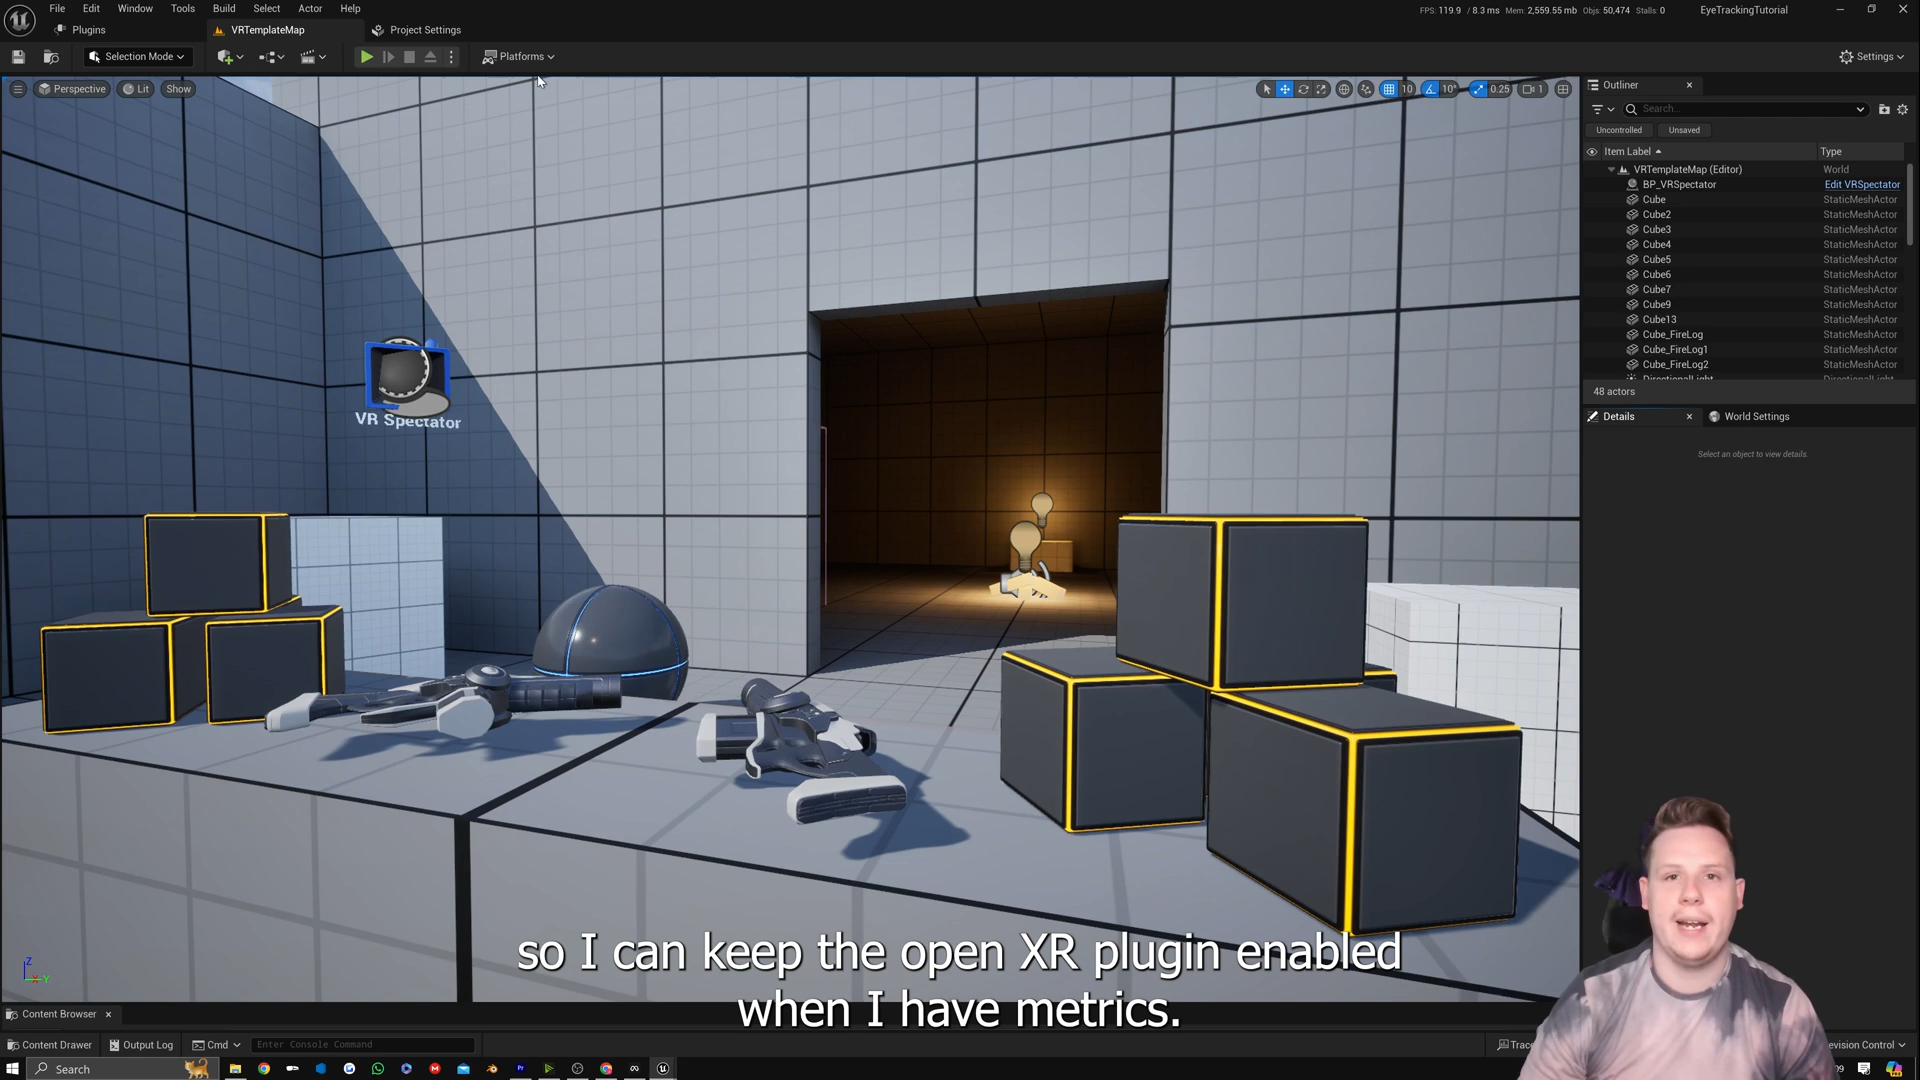 File Edit Window Tools Build Select Actor Help
FPS: 119.9 / 8.3 ms Mem: 2,559.55 mb Objs: 50,474 Stalls: 0
EyeTrackingTutorial
Plugins
VRTemplateMap
Project Settings
Selection Mode
Platforms
Settings
Perspective
Lit
Show
10
10°
0.25
1
Outliner
Search...
Uncontrolled
Unsaved
Item Label
Type
VRTemplateMap (Editor) World
BP_VRSpectator Edit VRSpectator
Cube StaticMeshActor
Cube2 StaticMeshActor
Cube3 StaticMeshActor
Cube4 StaticMeshActor
Cube5 StaticMeshActor
Cube6 StaticMeshActor
Cube7 StaticMeshActor
Cube9 StaticMeshActor
Cube13 StaticMeshActor
Cube_FireLog StaticMeshActor
Cube_FireLog1 StaticMeshActor
Cube_FireLog2 StaticMeshActor
DirectionalLight DirectionalLight
48 actors
Details
World Settings
Select an object to view details.
VR Spectator
so I can keep the open XR plugin enabled
when I have metrics.
Z
X
Y
Content Browser
Content Drawer
Output Log
Cmd
Enter Console Command
Trace
evision Control
Search
09